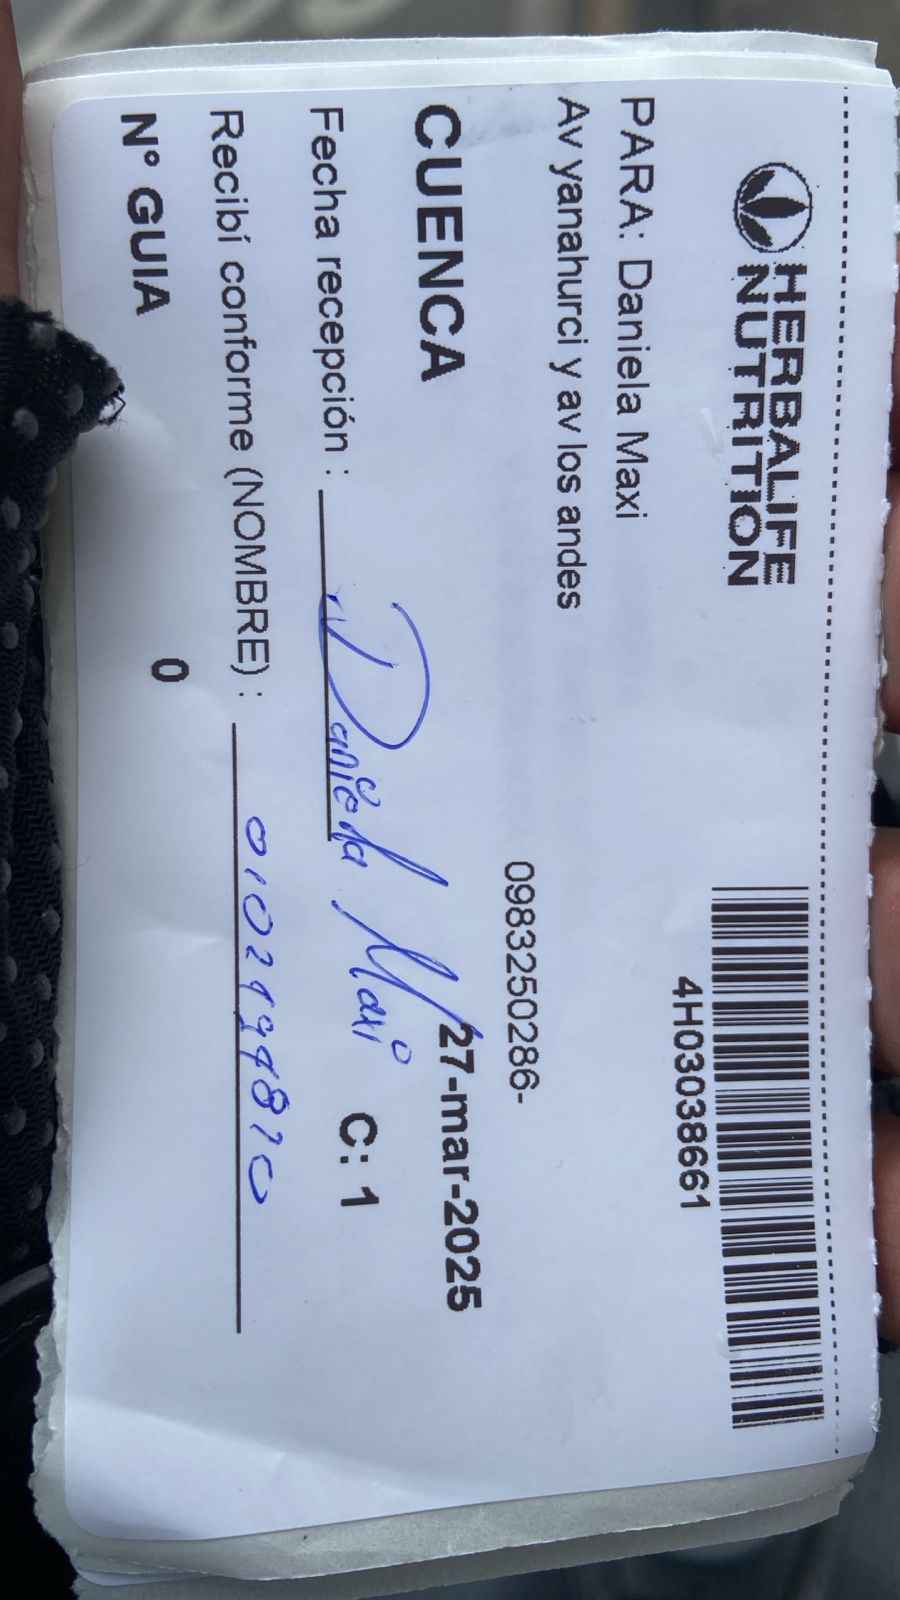 HERBALIFE
NUTRITION
4H03038661
PARA: Daniela Maxi
Av yanahurci y av los andes
0983250286-
CUENCA
27-mar-2025
Fecha recepción :
Daniela Maxi
C: 1
Recibí conforme (NOMBRE) :
N° GUIA
0